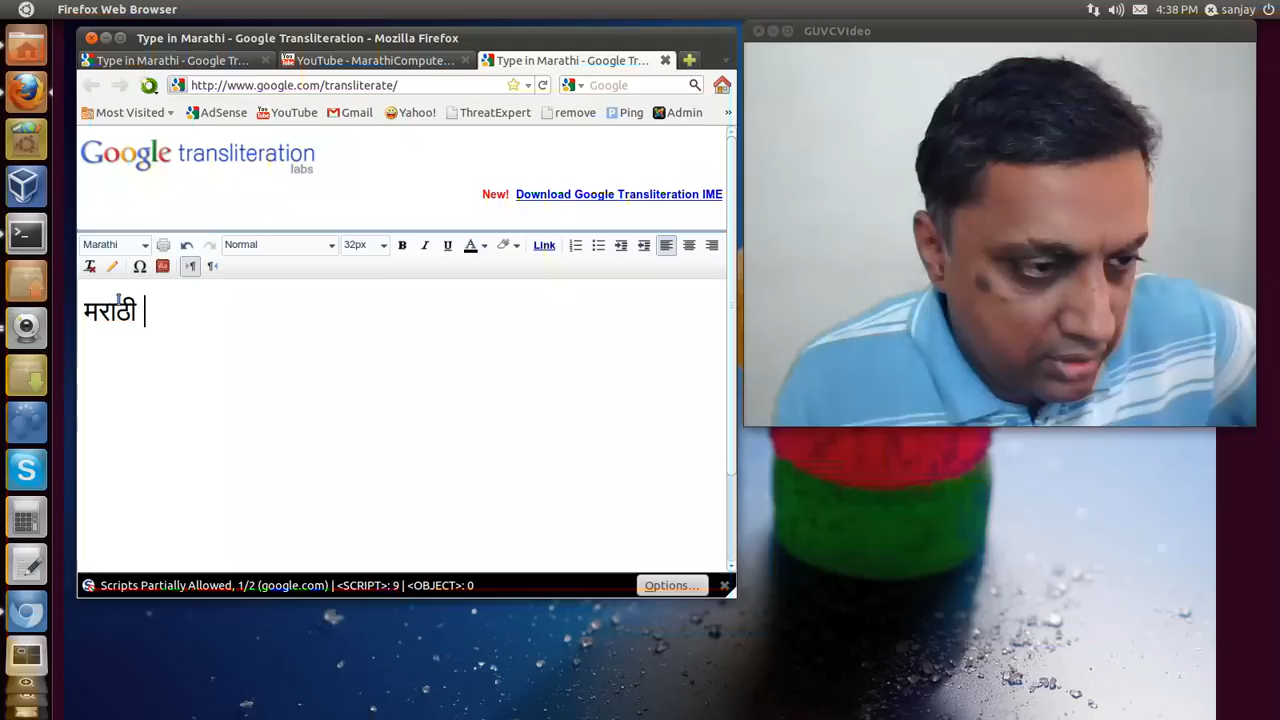 Firefox Web Browser
4:38 PM sanjay
Type in Marathi - Google Transliteration - Mozilla Firefox
GUVCVideo
Type in Marathi - Google Tr...
YouTube - MarathiCompute...
Type in Marathi - Google Tr...
http://www.google.com/transliterate/
Google
Most Visited
AdSense
YouTube
Gmail
Yahoo!
ThreatExpert
remove
Ping
Admin
»
Google transliteration
labs
New! Download Google Transliteration IME
Marathi
Normal
32px
B I U A Link
Ω
मराठी
Scripts Partially Allowed, 1/2 (google.com) | <SCRIPT>: 9 | <OBJECT>: 0
Options...